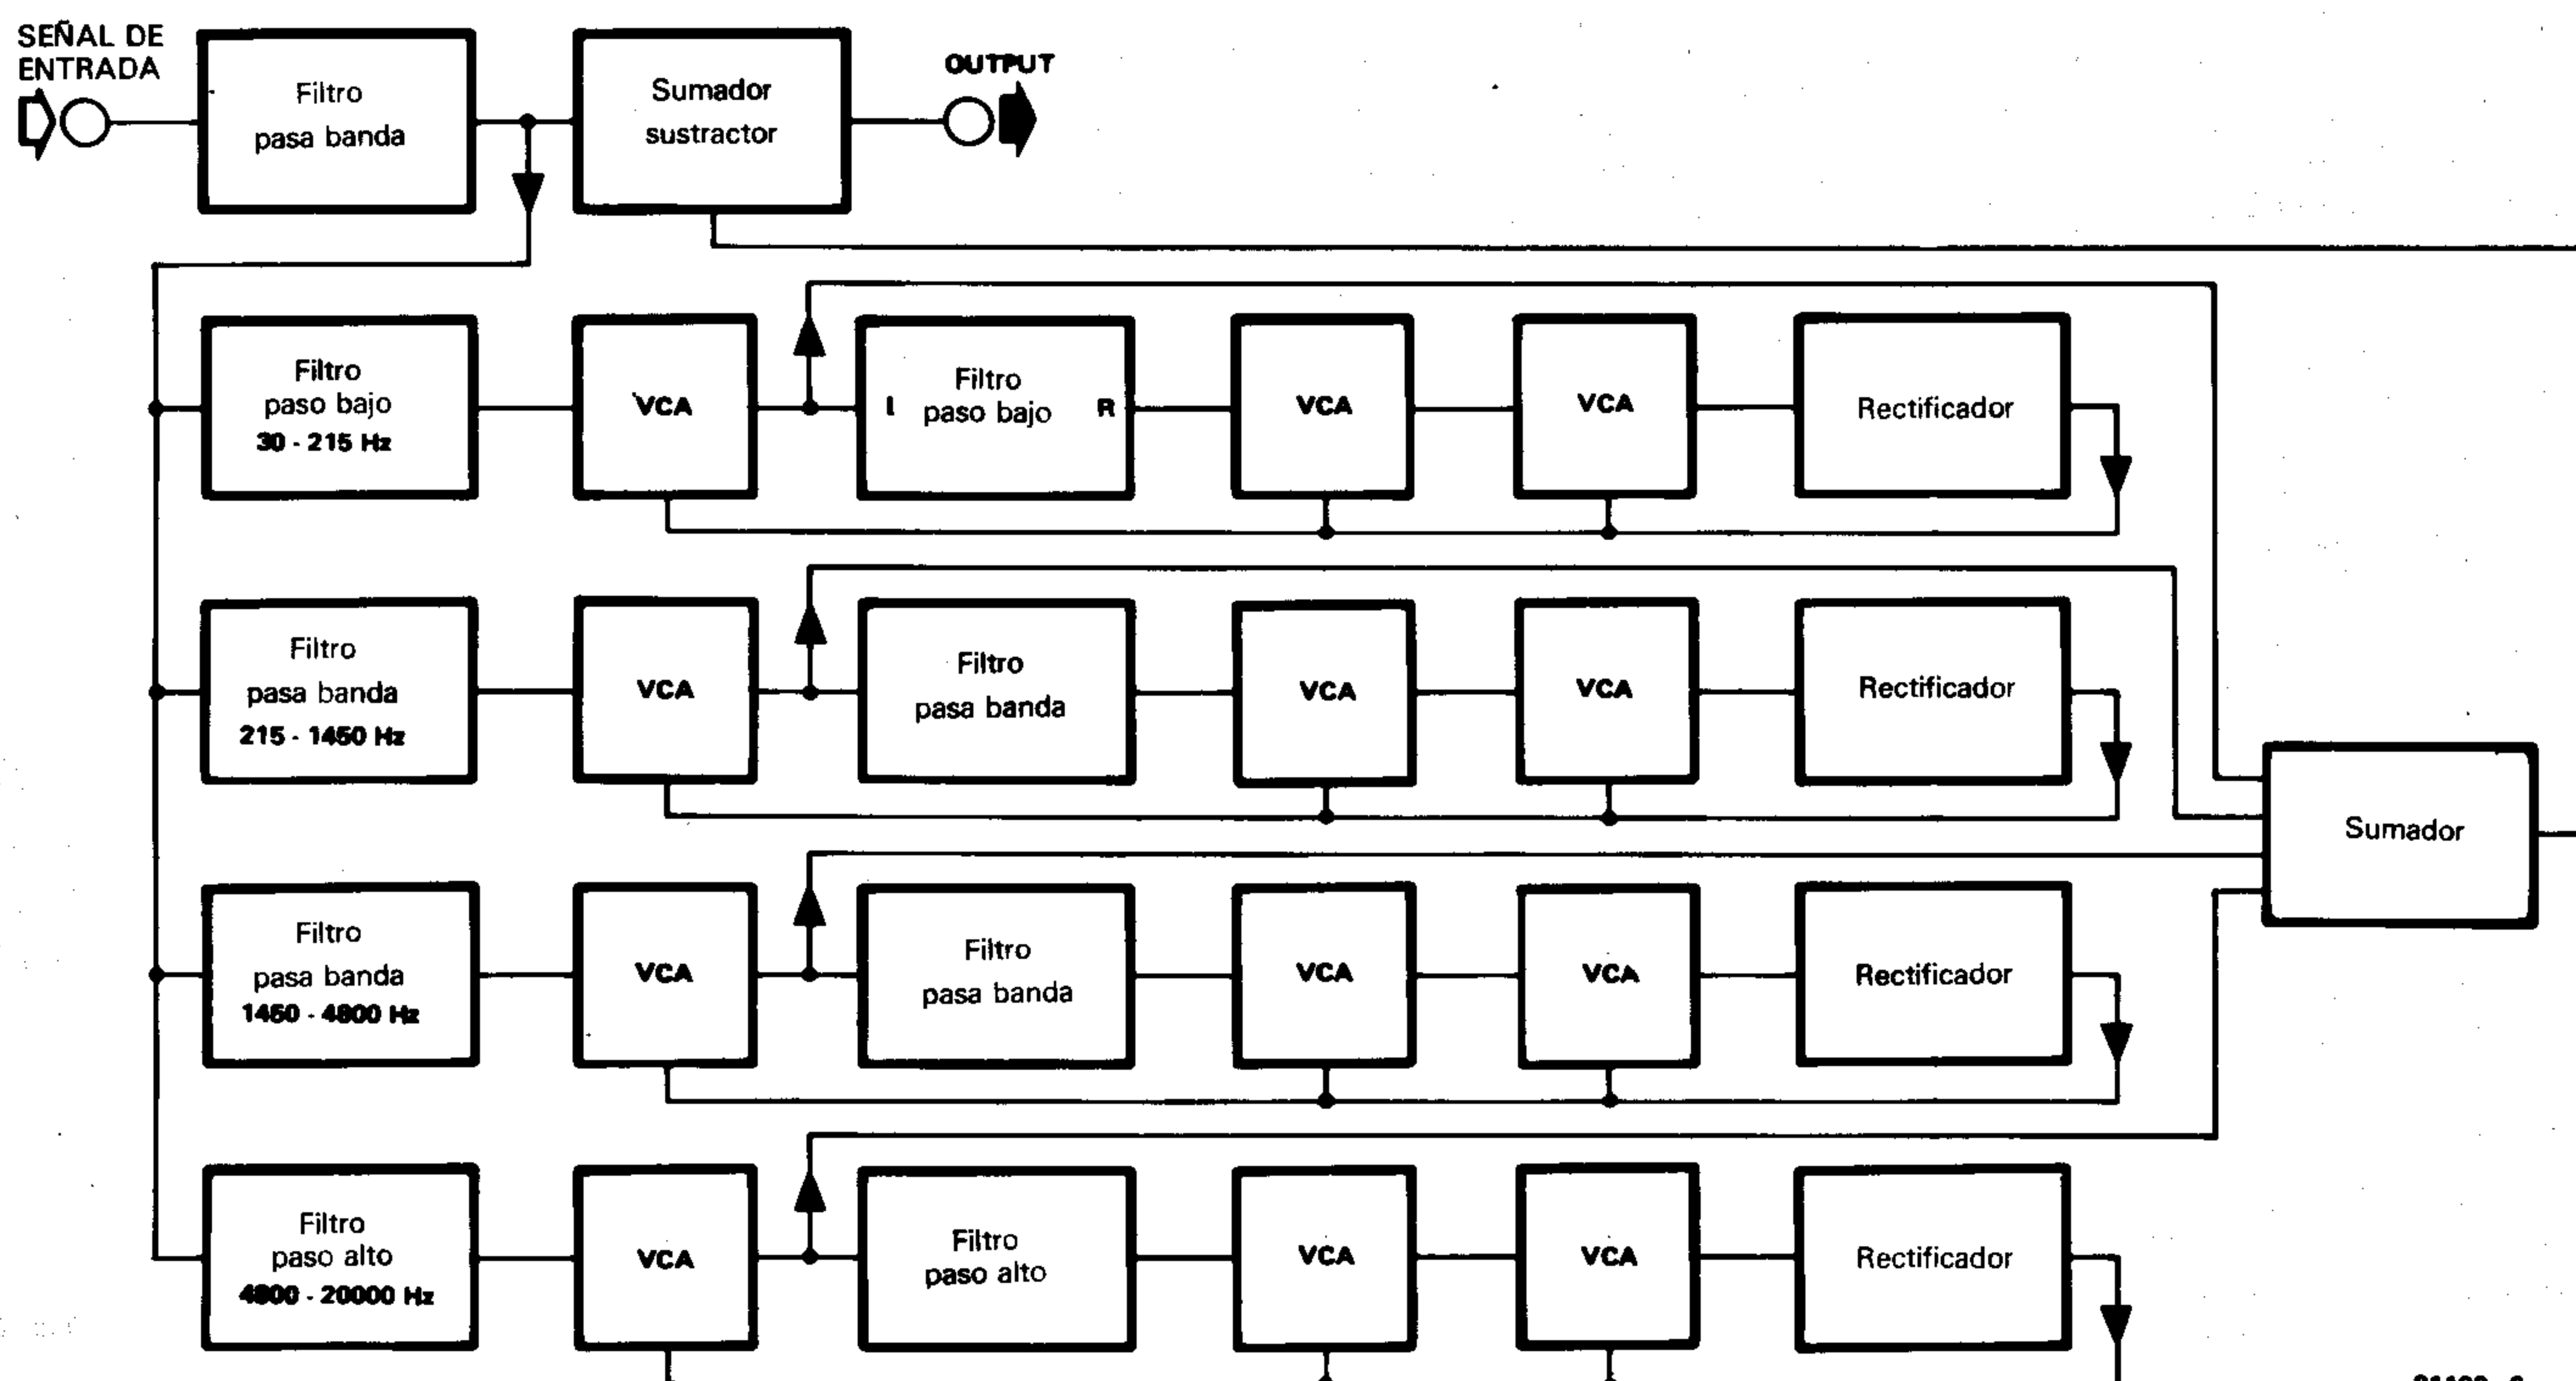 SEÑAL DE
ENTRADA
Filtro
pasa banda
Sumador
sustractor
OUTPUT
Filtro
paso bajo
30 - 215 Hz
VCA
I
Filtro
paso bajo
R
VCA
VCA
Rectificador
Filtro
pasa banda
215 - 1450 Hz
VCA
Filtro
pasa banda
VCA
VCA
Rectificador
Sumador
Filtro
pasa banda
1450 - 4800 Hz
VCA
Filtro
pasa banda
VCA
VCA
Rectificador
Filtro
paso alto
4800 - 20000 Hz
VCA
Filtro
paso alto
VCA
VCA
Rectificador